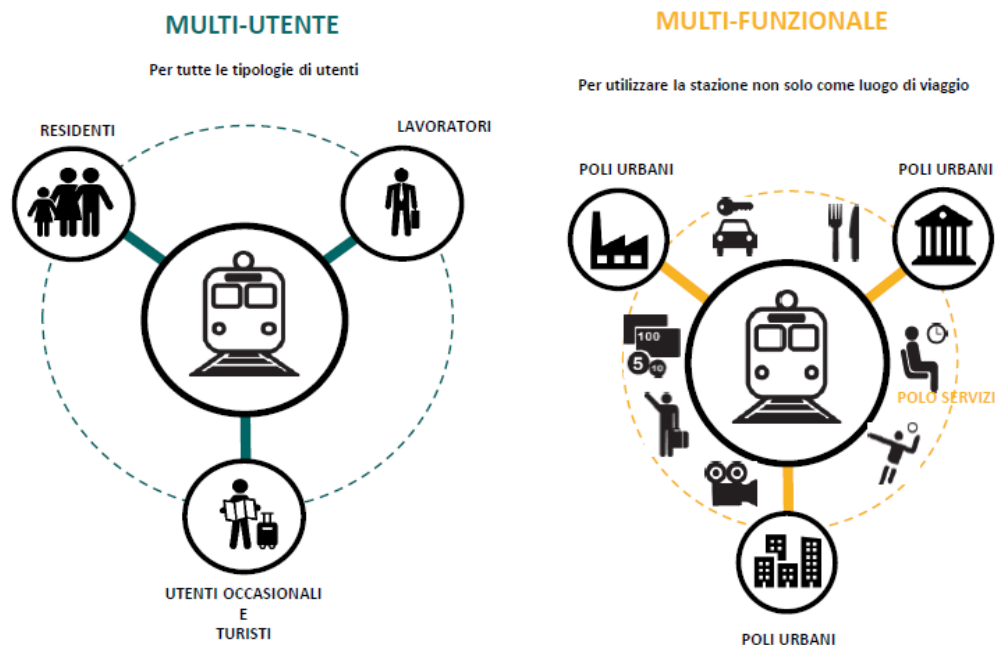 MULTI-UTENTE
Per tutte le tipologie di utenti
RESIDENTI
LAVORATORI
UTENTI OCCASIONALI
E
TURISTI
MULTI-FUNZIONALE
Per utilizzare la stazione non solo come luogo di viaggio
POLI URBANI
POLI URBANI
100
5
10
POLO SERVIZI
POLI URBANI